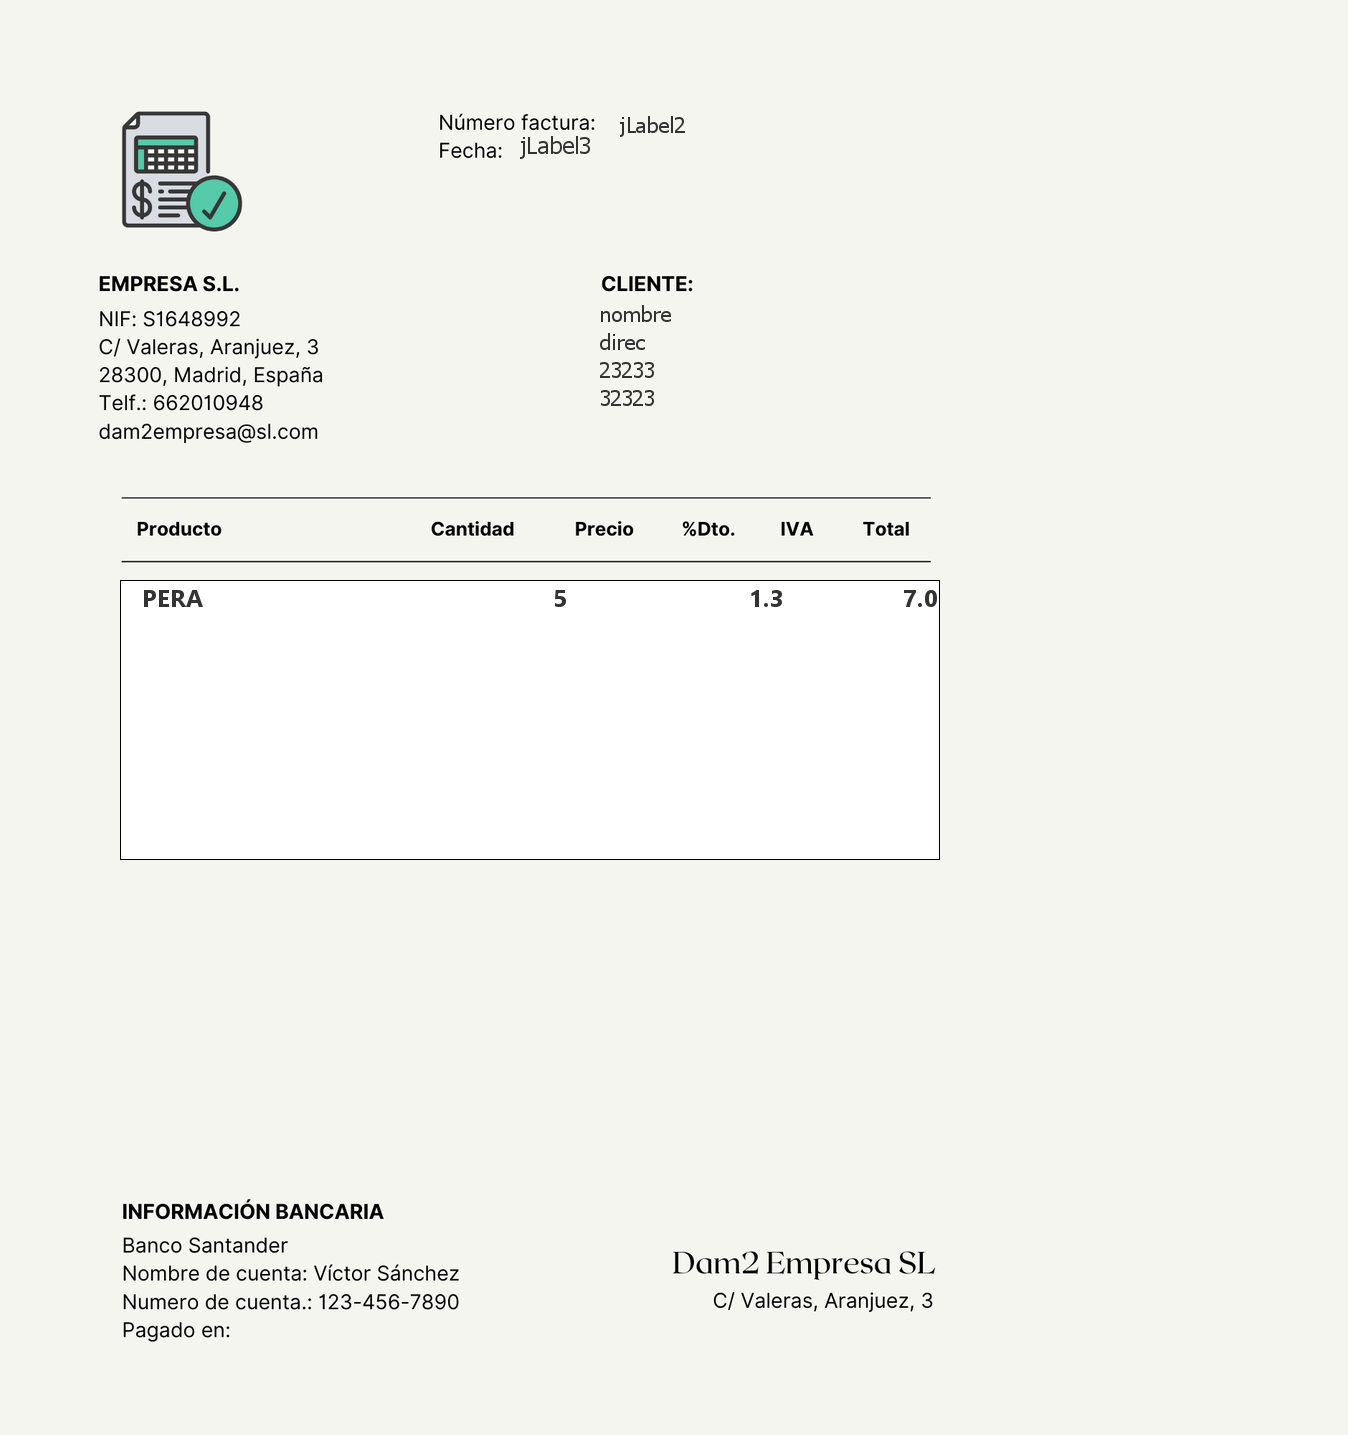 Número factura: jLabel2
Fecha: jLabel3
$
EMPRESA S.L.
NIF: S1648992
C/ Valeras, Aranjuez, 3
28300, Madrid, España
Telf.: 662010948
dam2empresa@sl.com
CLIENTE:
nombre
direc
23233
32323
Producto Cantidad Precio %Dto. IVA Total
PERA 5 1.3 7.0
INFORMACIÓN BANCARIA
Banco Santander
Nombre de cuenta: Víctor Sánchez
Numero de cuenta.: 123-456-7890
Pagado en:
Dam2 Empresa SL
C/ Valeras, Aranjuez, 3